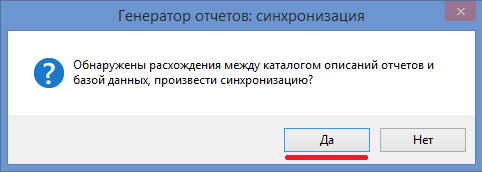 Генератор отчетов: синхронизация
Обнаружены расхождения между каталогом описаний отчетов и
базой данных, произвести синхронизацию?
Да
Нет